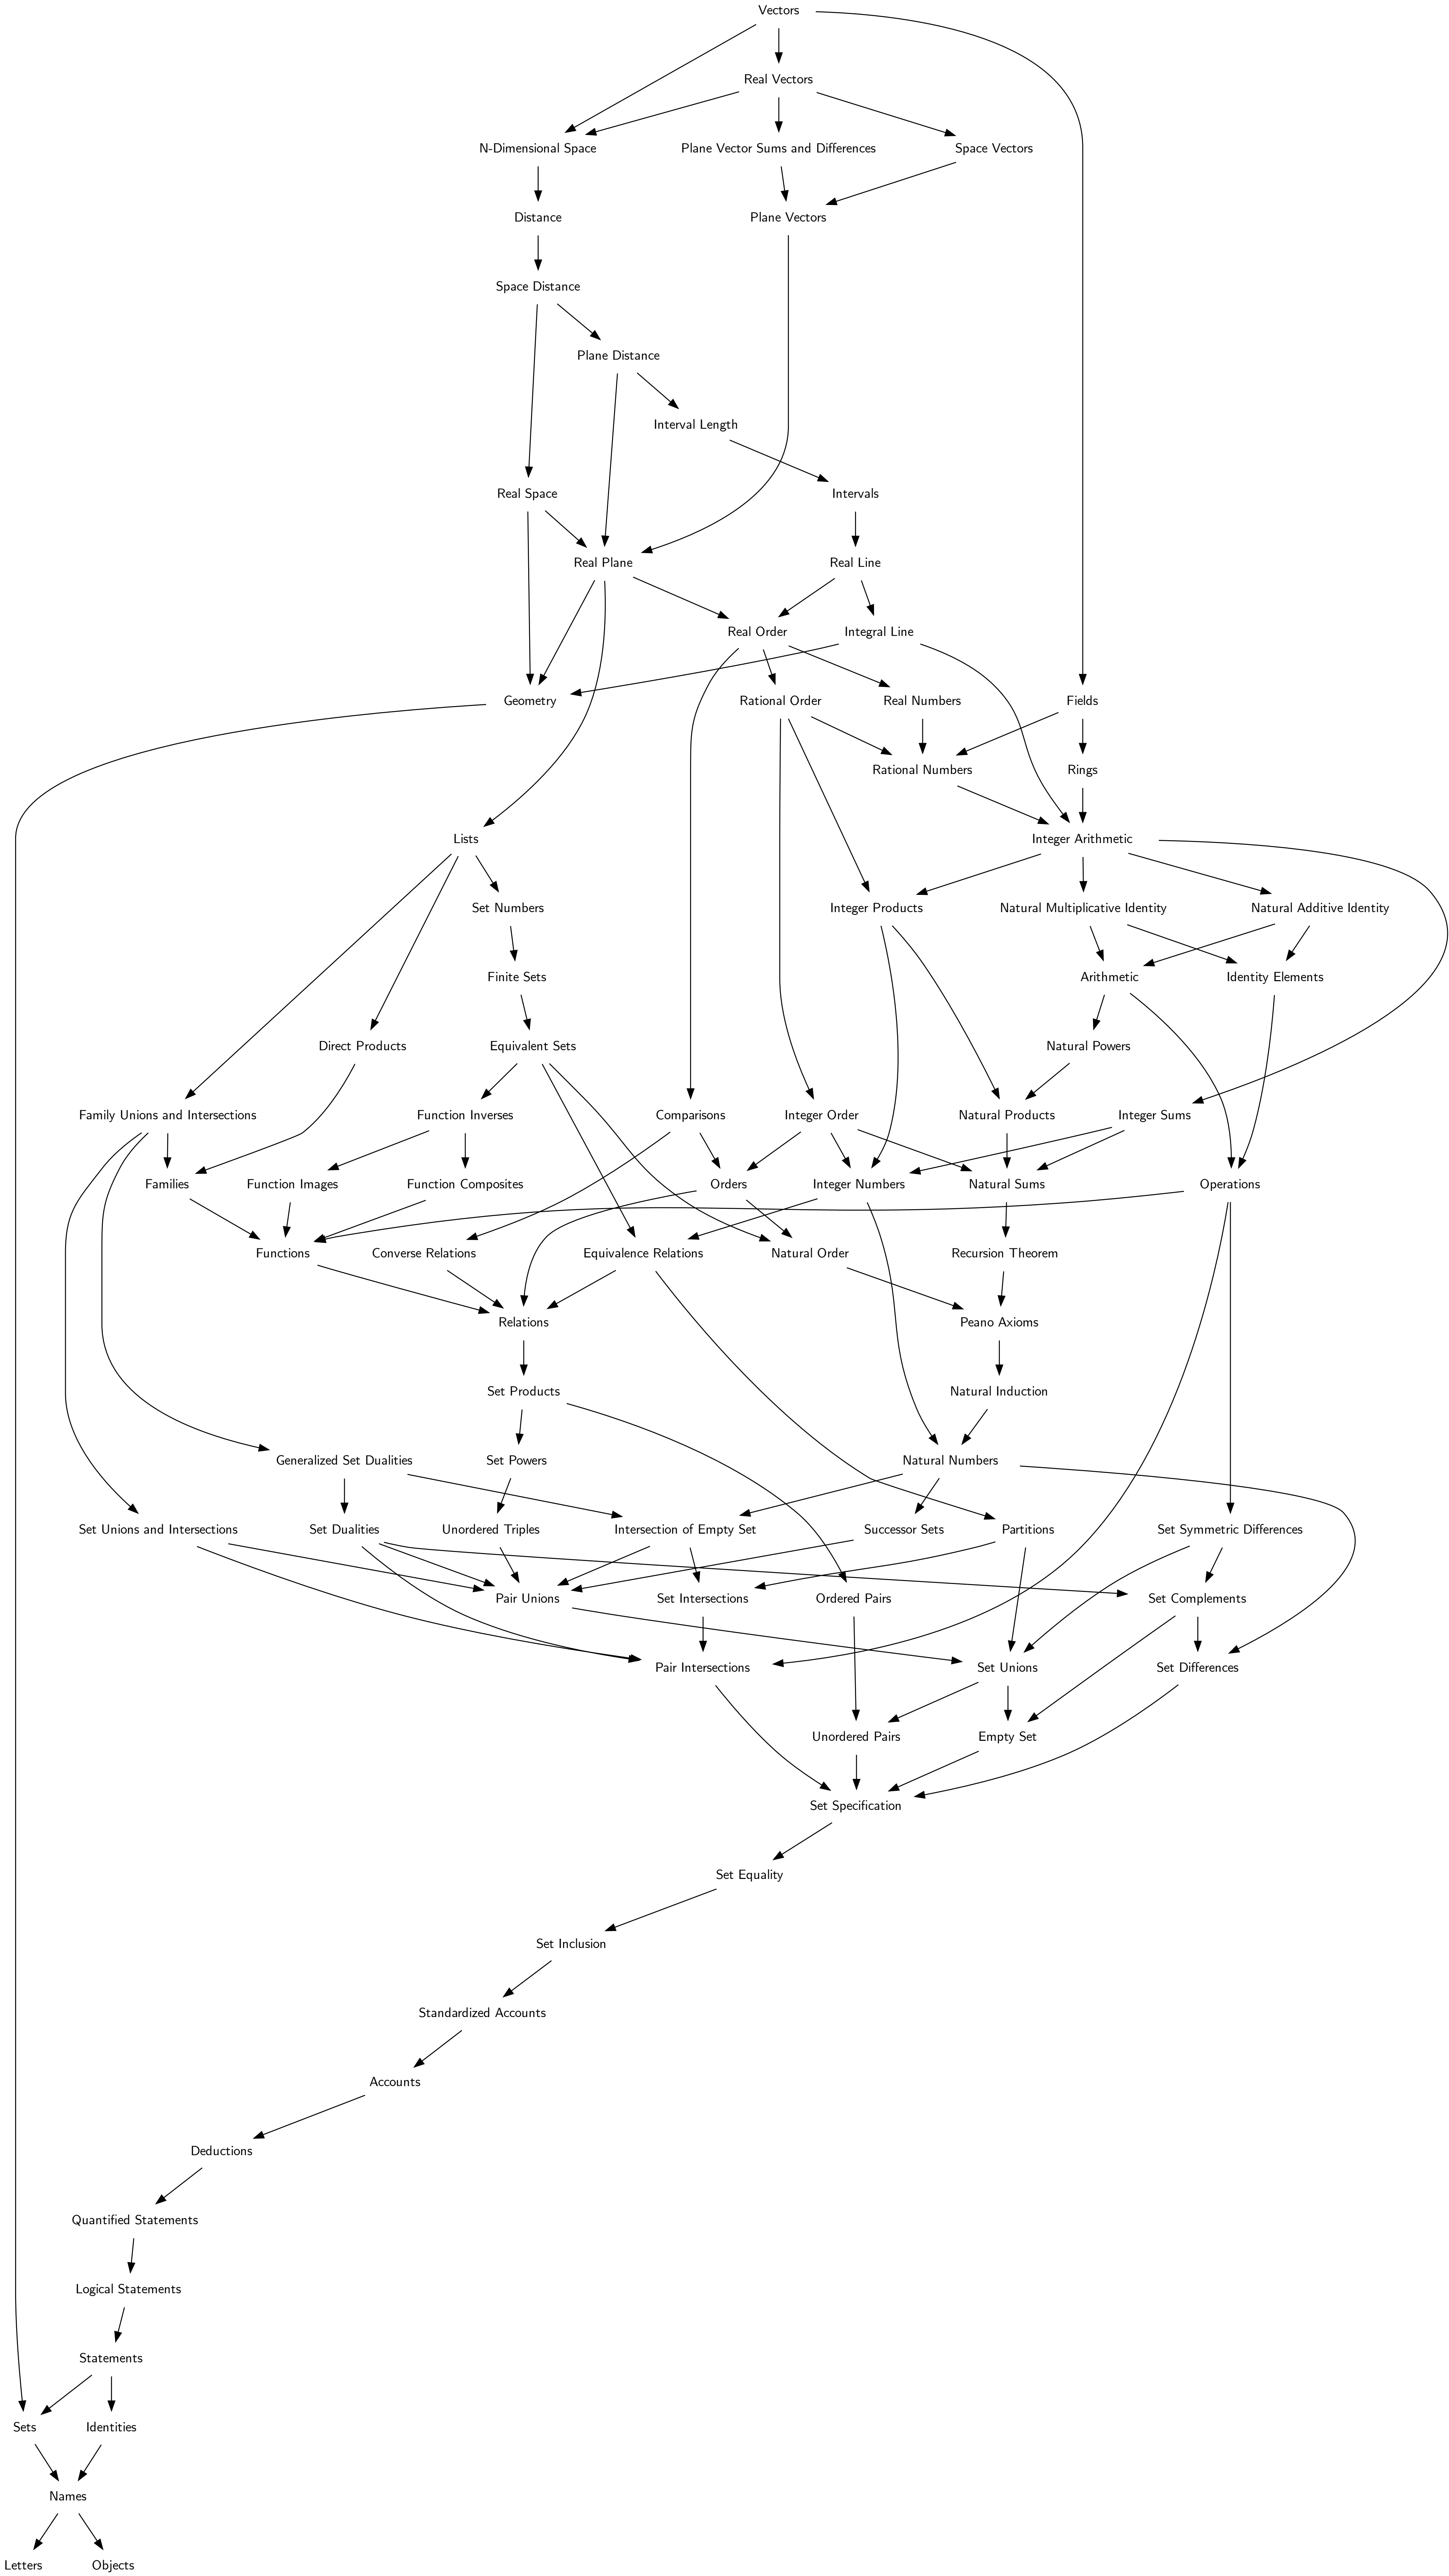 Vectors
Real Vectors
N-Dimensional Space
Plane Vector Sums and Differences
Space Vectors
Distance
Plane Vectors
Space Distance
Plane Distance
Interval Length
Real Space
Intervals
Real Plane
Real Line
Real Order
Integral Line
Geometry
Rational Order
Real Numbers
Fields
Rational Numbers
Rings
Lists
Integer Arithmetic
Set Numbers
Integer Products
Natural Multiplicative Identity
Natural Additive Identity
Finite Sets
Arithmetic
Identity Elements
Direct Products
Equivalent Sets
Natural Powers
Family Unions and Intersections
Function Inverses
Comparisons
Integer Order
Natural Products
Integer Sums
Families
Function Images
Function Composites
Orders
Integer Numbers
Natural Sums
Operations
Functions
Converse Relations
Equivalence Relations
Natural Order
Recursion Theorem
Relations
Peano Axioms
Set Products
Natural Induction
Generalized Set Dualities
Set Powers
Natural Numbers
Set Unions and Intersections
Set Dualities
Unordered Triples
Intersection of Empty Set
Successor Sets
Partitions
Set Symmetric Differences
Pair Unions
Set Intersections
Ordered Pairs
Set Complements
Pair Intersections
Set Unions
Set Differences
Unordered Pairs
Empty Set
Set Specification
Set Equality
Set Inclusion
Standardized Accounts
Accounts
Deductions
Quantified Statements
Logical Statements
Statements
Sets
Identities
Names
Letters
Objects